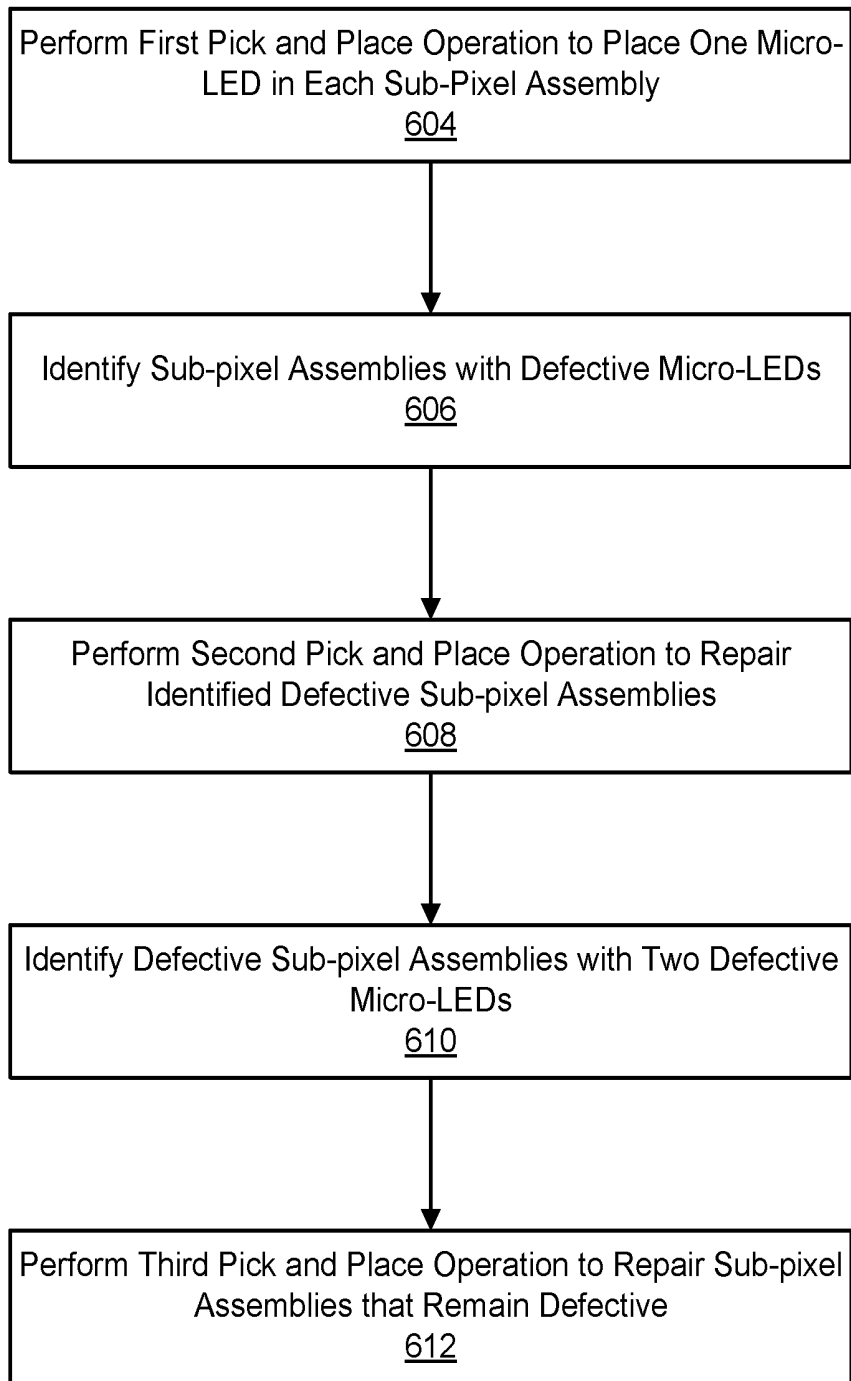 Perform First Pick and Place Operation to Place One Micro-
LED in Each Sub-Pixel Assembly
604
Identify Sub-pixel Assemblies with Defective Micro-LEDs
606
Perform Second Pick and Place Operation to Repair
Identified Defective Sub-pixel Assemblies
608
Identify Defective Sub-pixel Assemblies with Two Defective
Micro-LEDs
610
Perform Third Pick and Place Operation to Repair Sub-pixel
Assemblies that Remain Defective
612